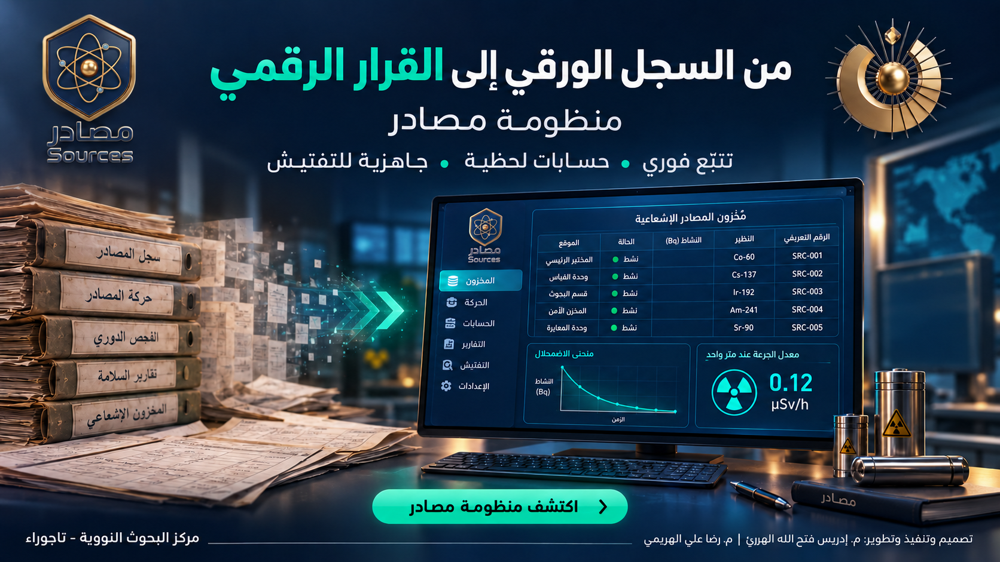 من السجل الورقي إلى القرار الرقمي
منظومة مصادر
تتبّع فوري • حسابات لحظية • جاهزية للتفتيش
مصادر
Sources
سجل المصادر
حركة المصادر
الفحص الدوري
تقارير السلامة
المخزون الإشعاعي
مصادر
Sources
المخزون
الحركة
الحسابات
التقارير
التفتيش
الإعدادات
مُخْزون المصادر الإشعاعية
الرقم التعريفي النظير النشاط (Bq) الحالة الموقع
SRC-001 Co-60 نشط المختبر الرئيسي
SRC-002 Cs-137 نشط وحدة القياس
SRC-003 Ir-192 نشط قسم البحوث
SRC-004 Am-241 نشط المخزن الآمن
SRC-005 Sr-90 نشط وحدة المعايرة
معدل الجرعة عند متر واحد
0.12
µSv/h
منحنى الاضمحلال
النشاط
(Bq)
الزمن
مصادر
اكتشف منظومة مصادر
تصميم وتنفيذ وتطوير: م. إدريس فتح الله الهرري | م. رضا علي الهريمي
مركز البحوث النووية - تاجوراء